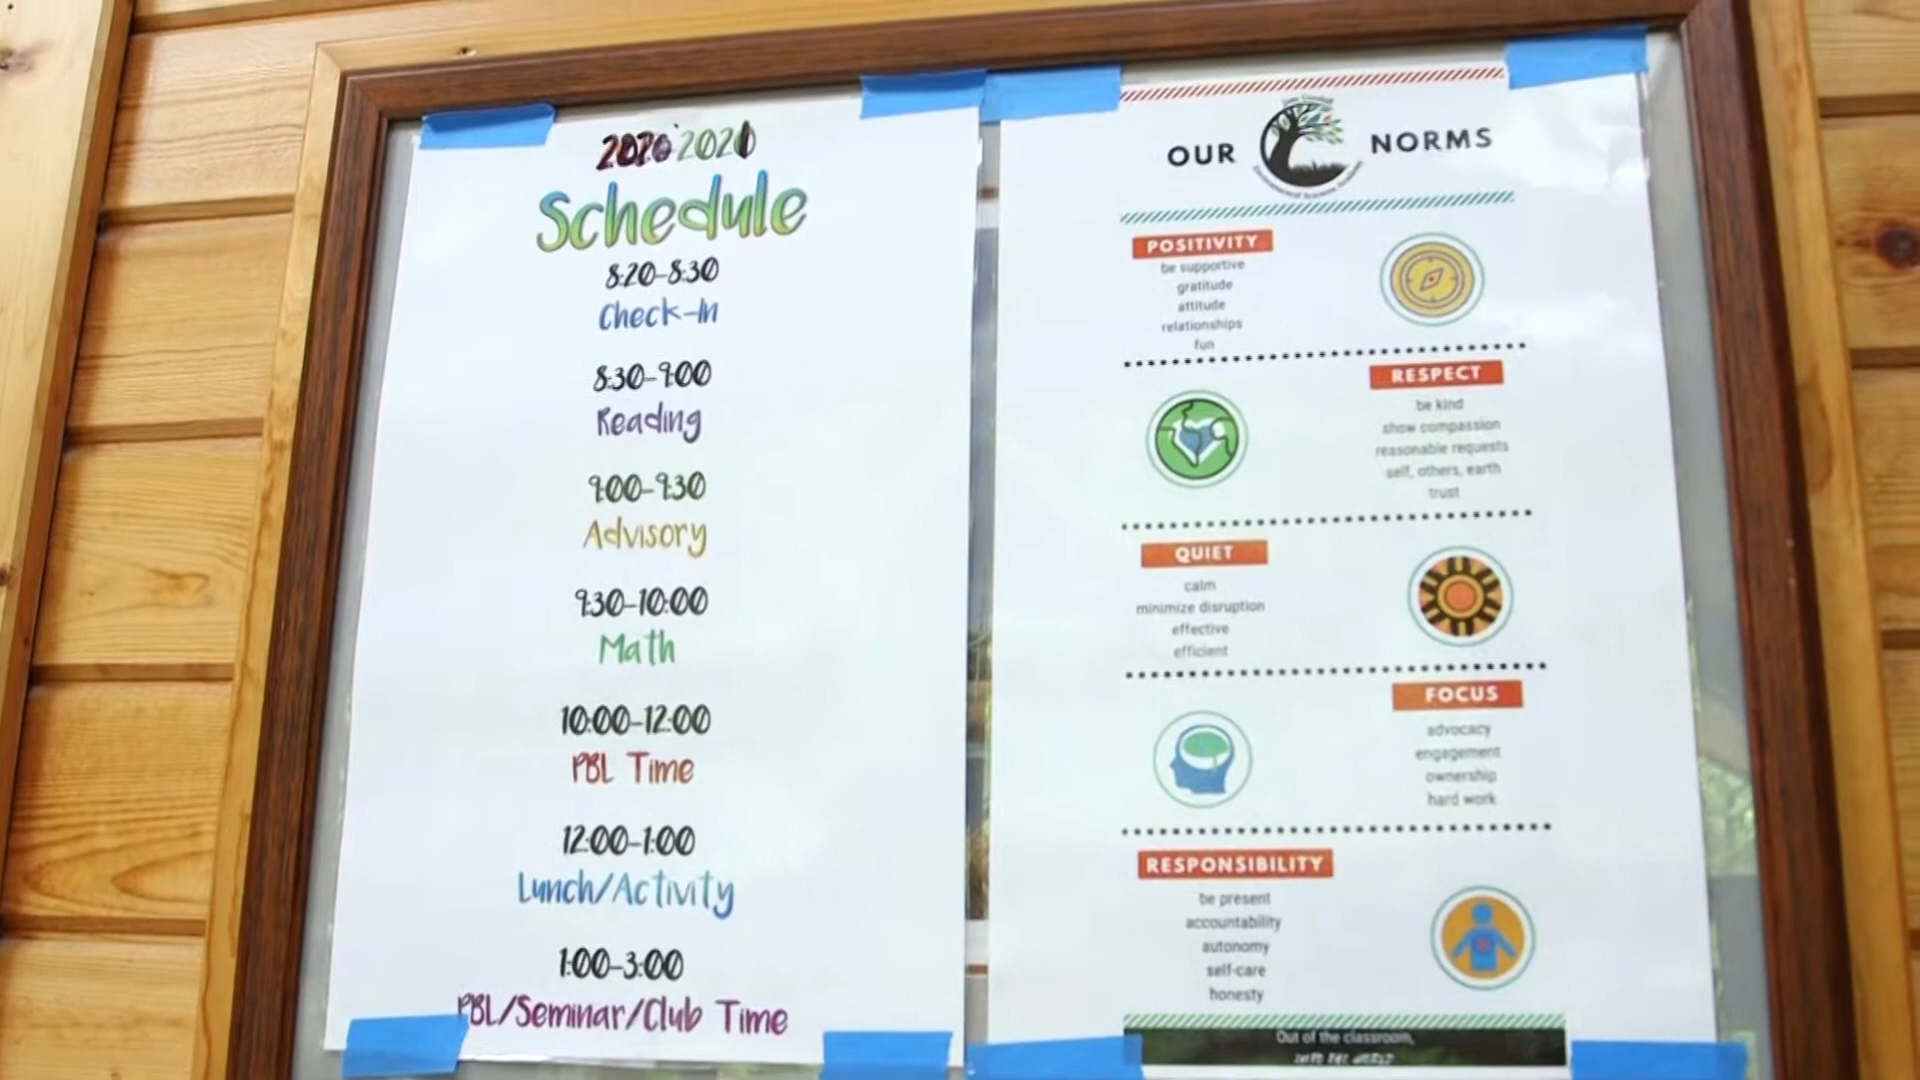 2020 2021
Schedule
8:20-8:30
Check-In
8:30-9:00
Reading
9:00-9:30
Advisory
9:30-10:00
Math
10:00-12:00
PBL Time
12:00-1:00
Lunch/Activity
1:00-3:00
PBL/Seminar/Club Time
OUR NORMS
POSITIVITY
be supportive
gratitude
attitude
relationships
fun
RESPECT
be kind
show compassion
reasonable requests
self, others, earth
trust
QUIET
calm
minimize disruption
effective
efficient
FOCUS
advocacy
engagement
ownership
hard work
RESPONSIBILITY
be present
accountability
autonomy
self-care
honesty
Out of the classroom,
INTO THE WORLD